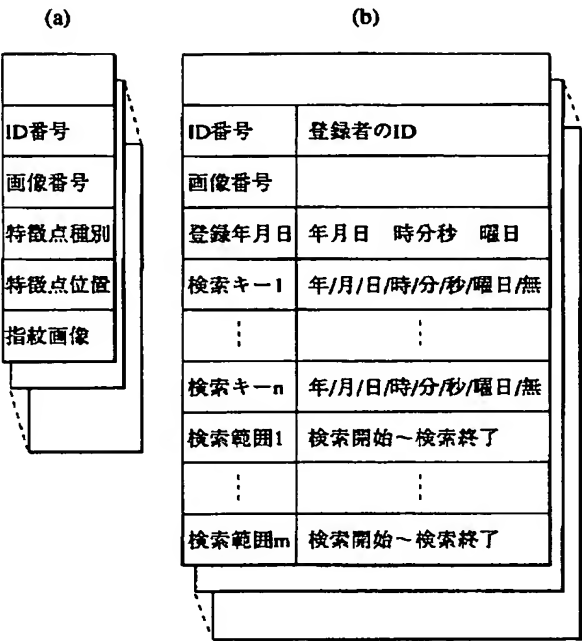 (a)
ID番号
画像番号
特徴点種別
特徴点位置
指紋画像
(b)
ID番号 登録者のID
画像番号
登録年月日 年月日 時分秒 曜日
検索キー1 年/月/日/時/分/秒/曜日/無
検索キーn 年/月/日/時/分/秒/曜日/無
検索範囲1 検索開始~検索終了
検索範囲m 検索開始~検索終了